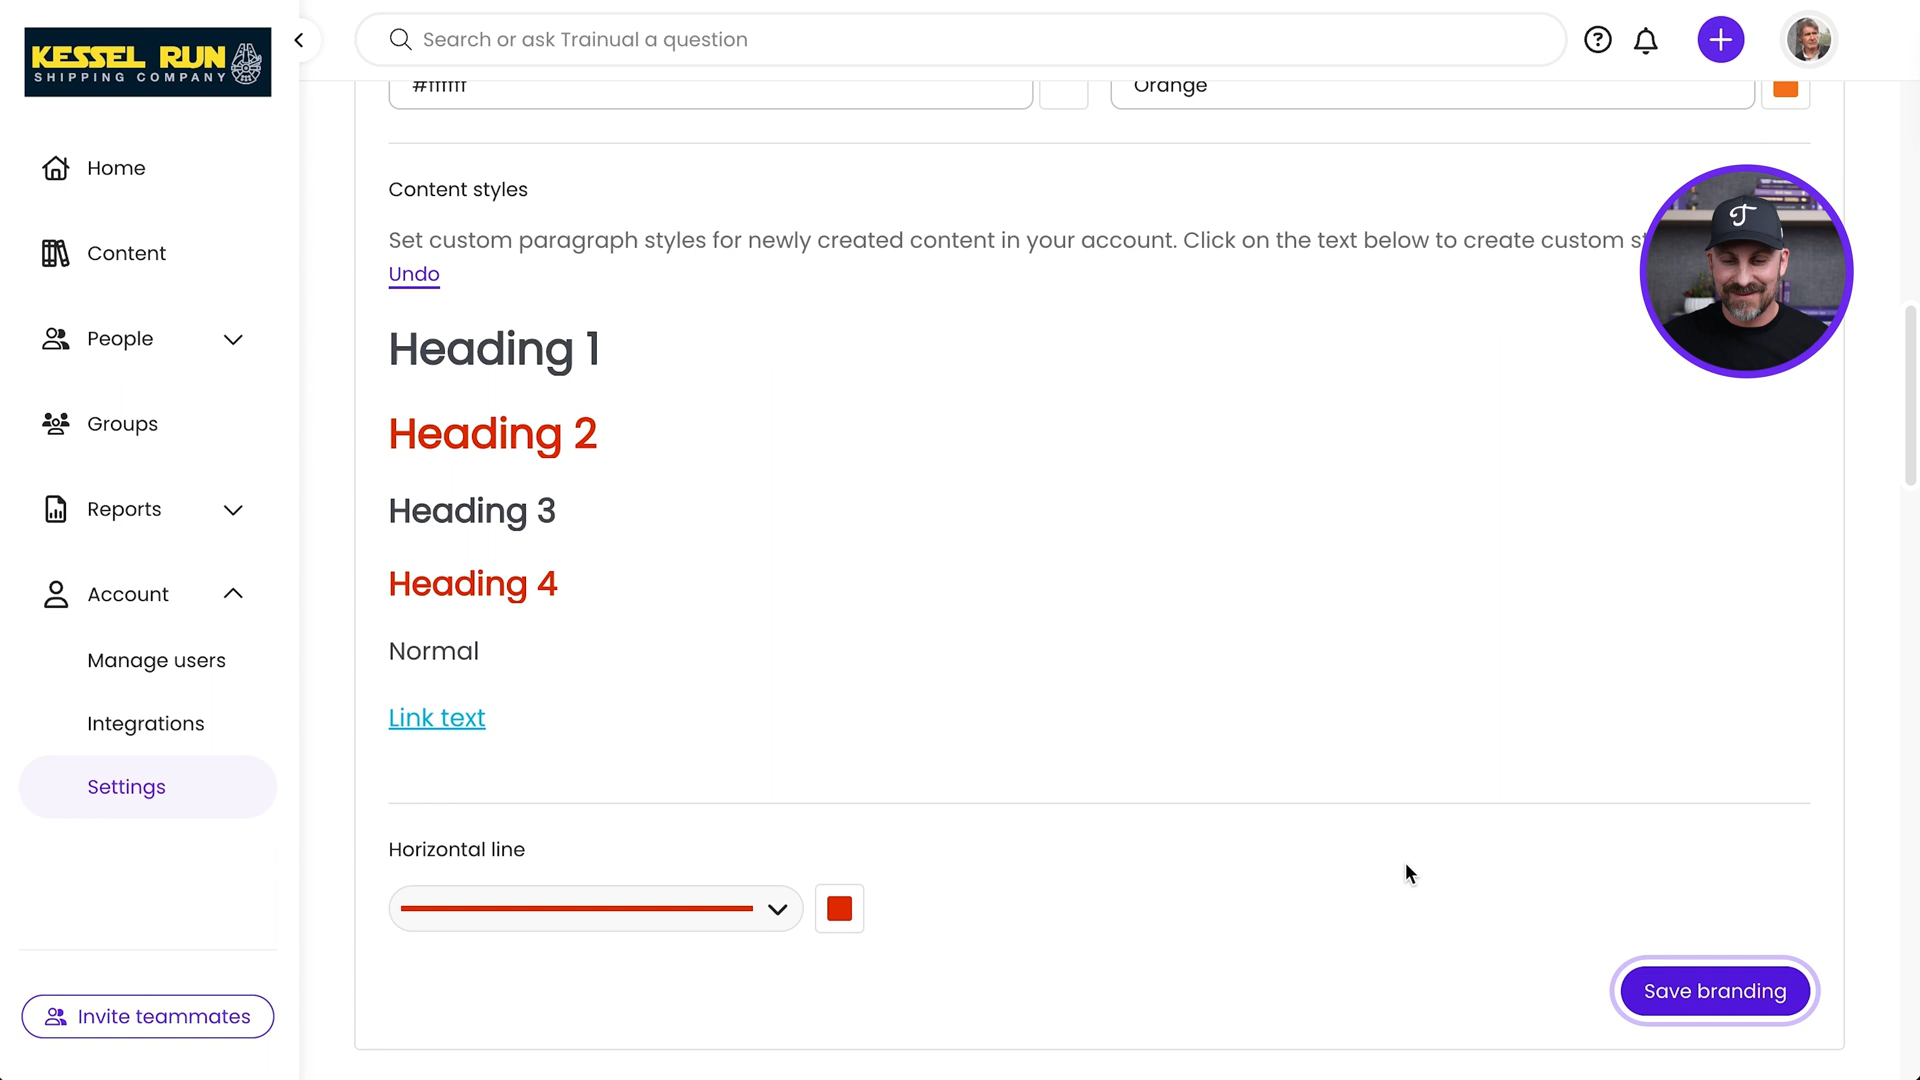 KESSEL RUN
SHIPPING COMPANY
Search or ask Trainual a question
#ffffff
Orange
Home
Content
People
Groups
Reports
Account
Manage users
Integrations
Settings
Invite teammates
Content styles
Set custom paragraph styles for newly created content in your account. Click on the text below to create custom
Undo
Heading 1
Heading 2
Heading 3
Heading 4
Normal
Link text
Horizontal line
Save branding